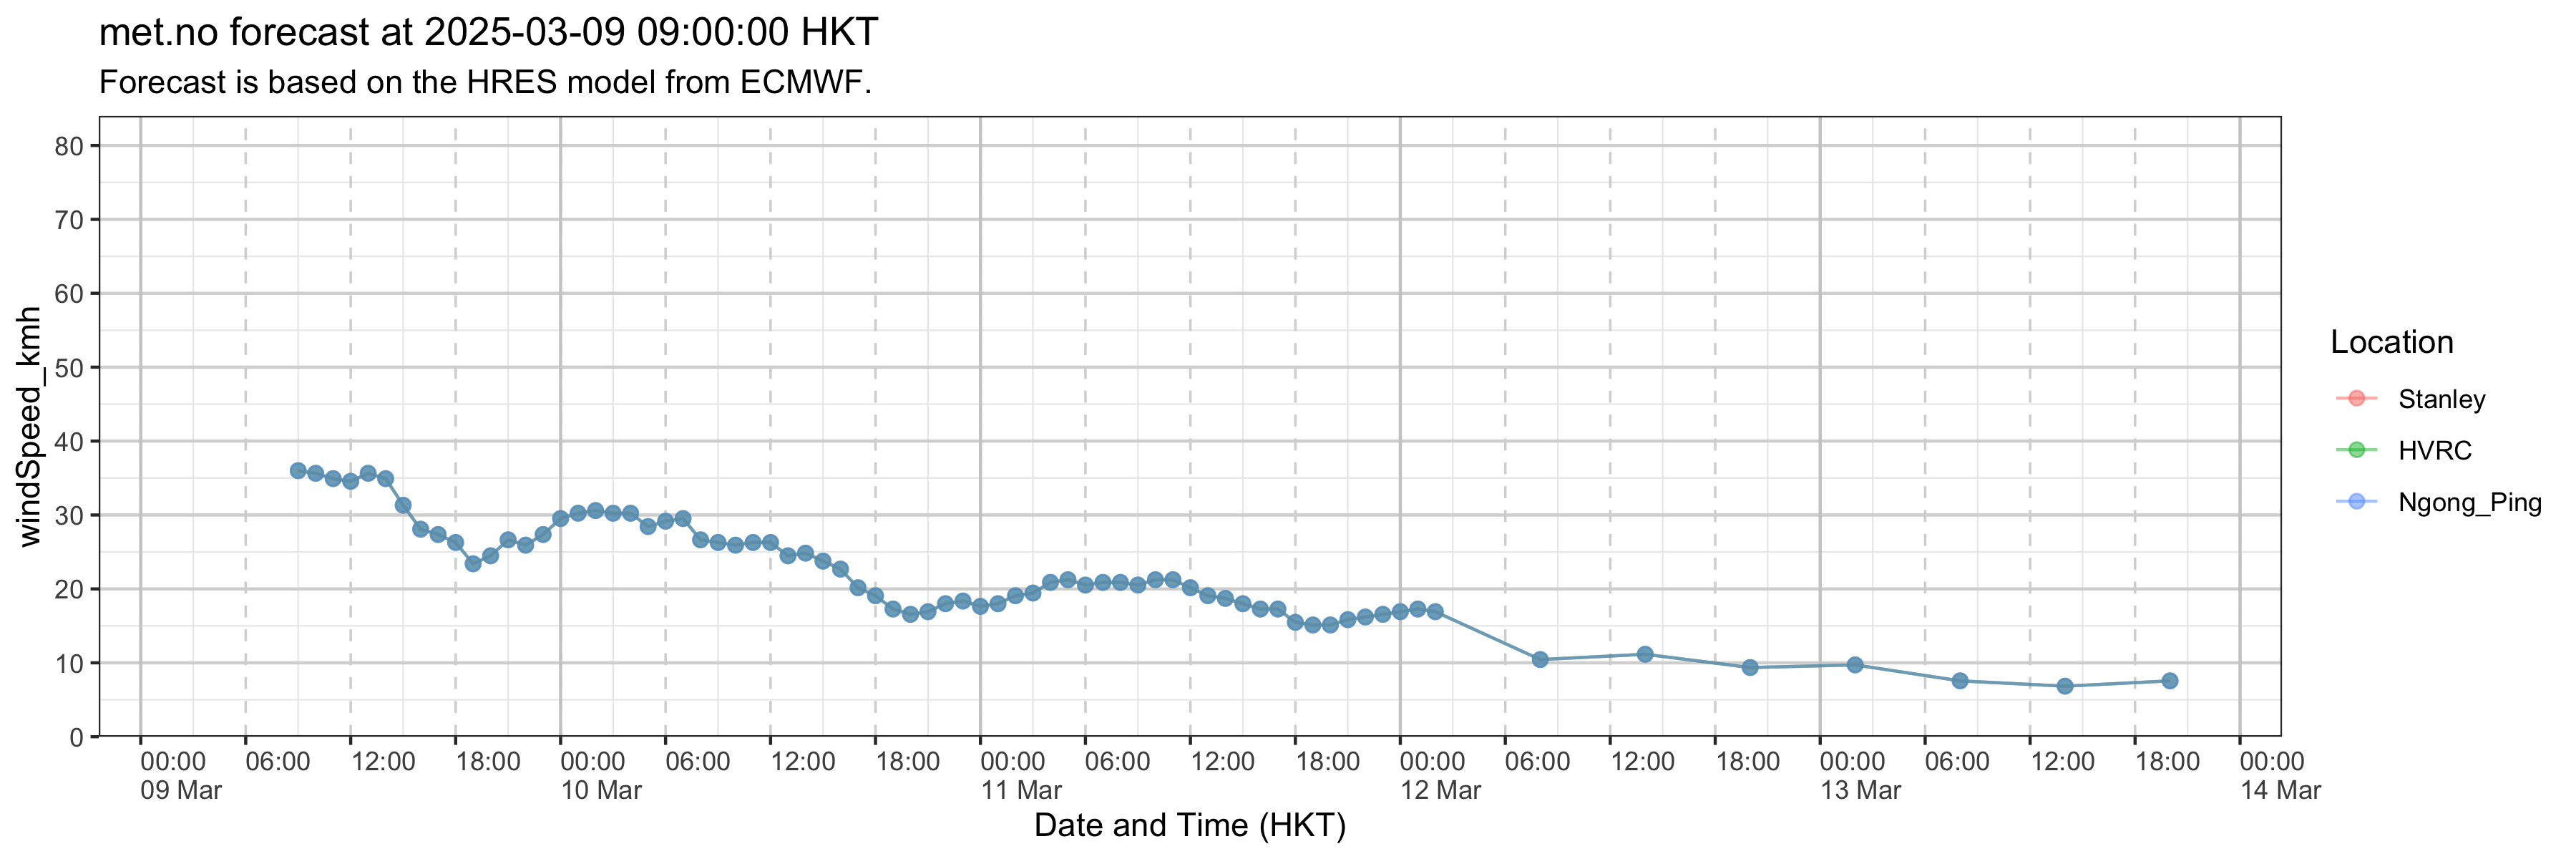 met.no forecast at 2025-03-09 09:00:00 HKT
Forecast is based on the HRES model from ECMWF.
windSpeed_kmh
80
70
60
50
40
30
20
10
0
00:00 06:00 12:00 18:00 00:00 06:00 12:00 18:00 00:00 06:00 12:00 18:00 00:00 06:00 12:00 18:00 00:00 06:00 12:00 18:00 00:00
09 Mar 10 Mar 11 Mar 12 Mar 13 Mar 14 Mar
Date and Time (HKT)
Location
Stanley
HVRC
Ngong_Ping